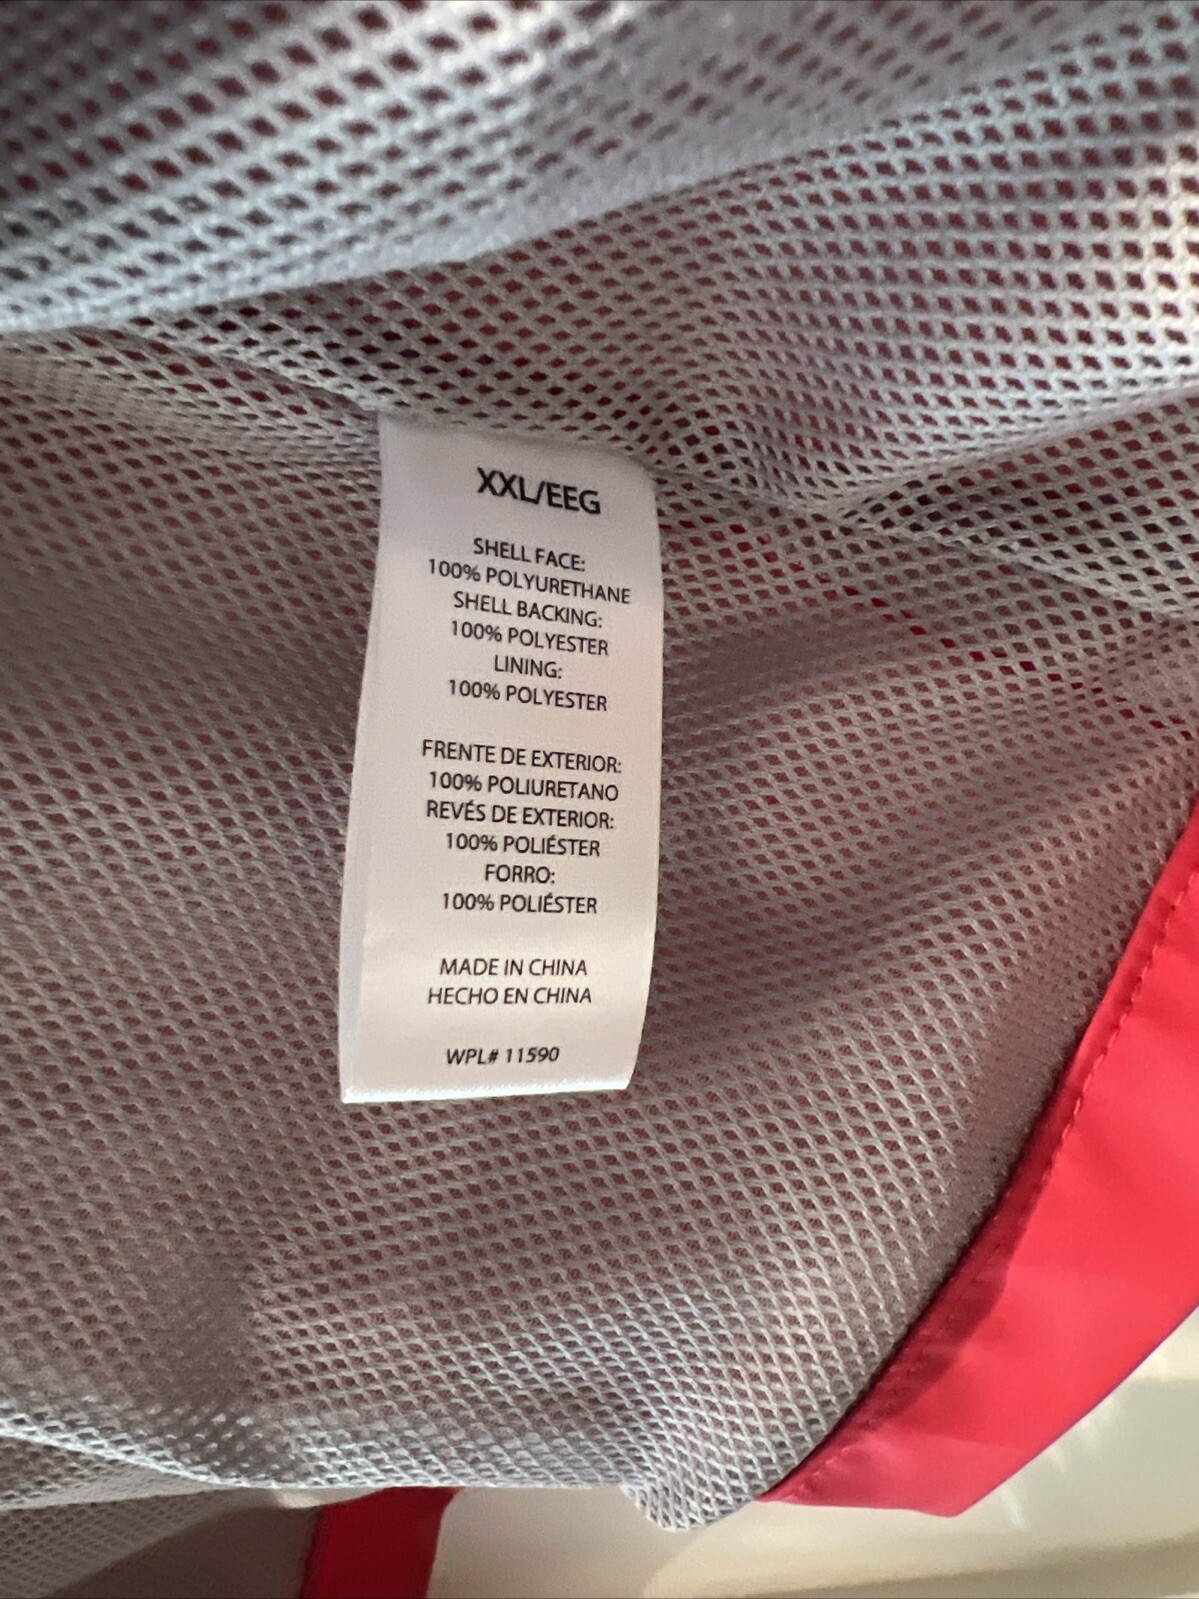 XXL/EEG
SHELL FACE:
100% POLYURETHANE
SHELL BACKING:
100% POLYESTER
LINING:
100% POLYESTER
FRENTE DE EXTERIOR:
100% POLIURETANO
REVÉS DE EXTERIOR:
100% POLIÉSTER
FORRO:
100% POLIÉSTER
MADE IN CHINA
HECHO EN CHINA
WPL# 11590